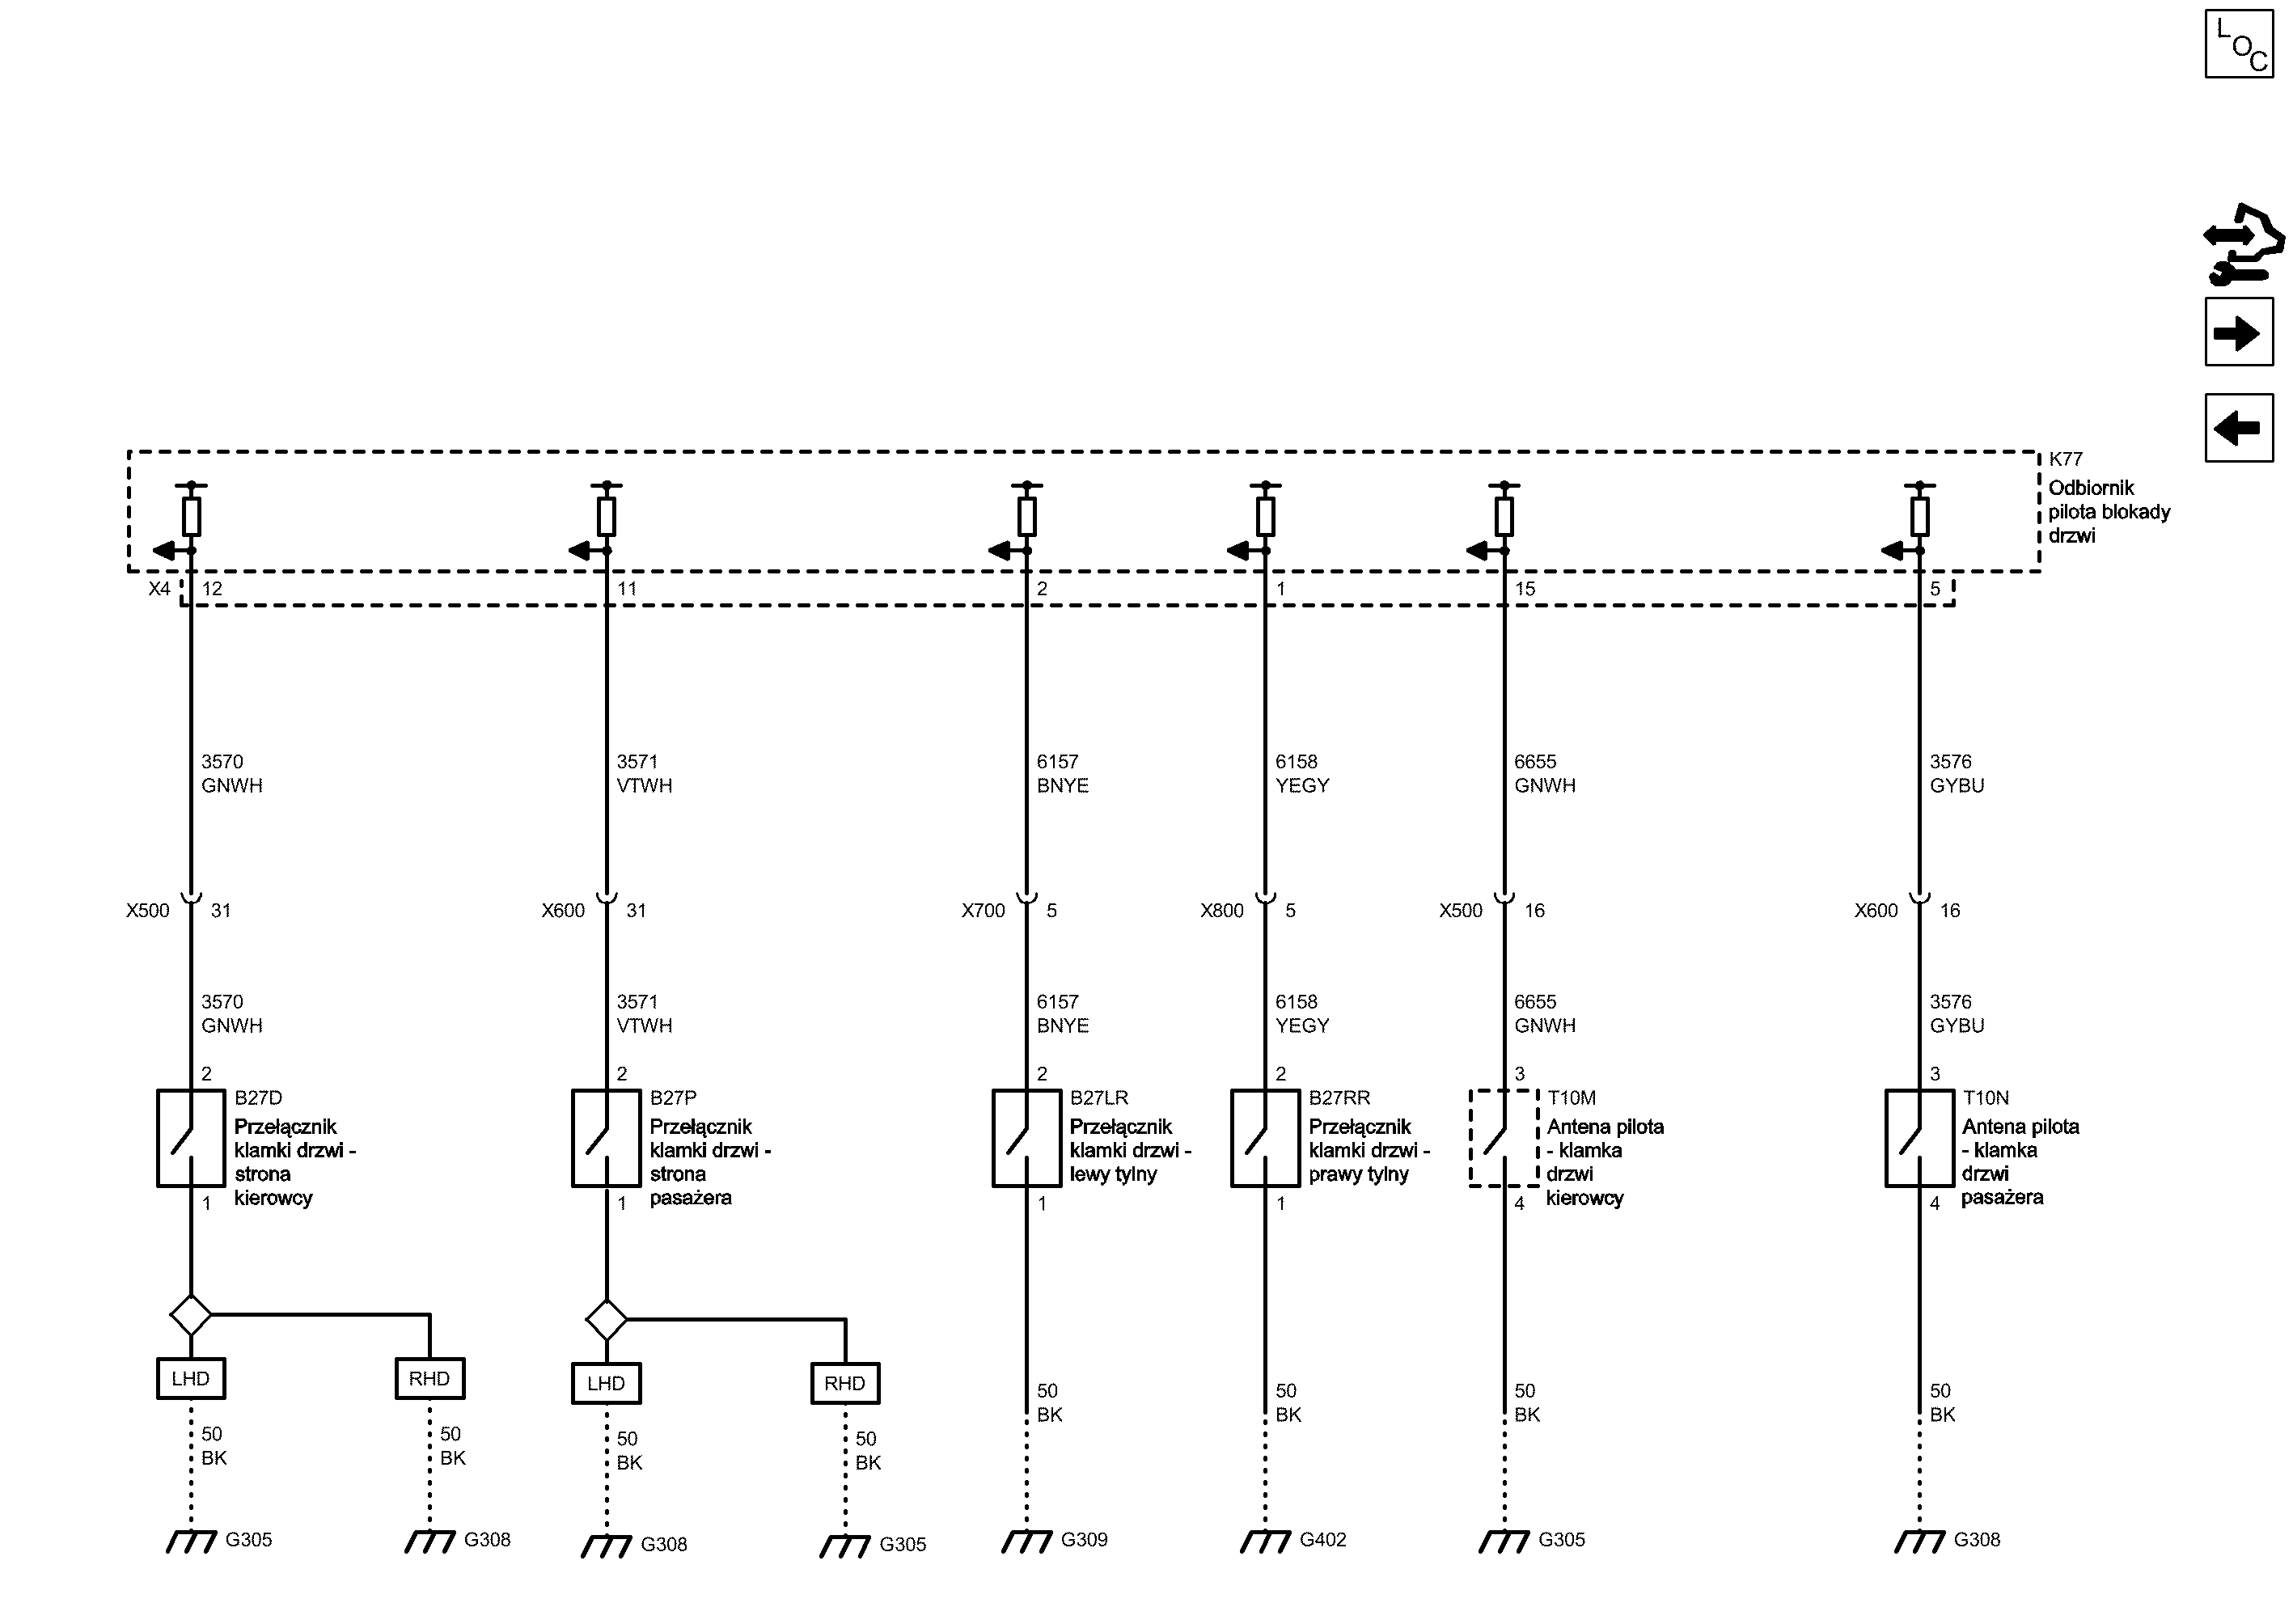 LOC
K77
Odbiornik
pilota blokady
drzwi
X4 12 11 2 1 15 5
3570 3571 6157 6158 6655 3576
GNWH VTWH BNYE YEGY GNWH GYBU
X500 31 X600 31 X700 5 X800 5 X500 16 X600 16
3570 3571 6157 6158 6655 3576
GNWH VTWH BNYE YEGY GNWH GYBU
2 2 2 2 3 3
B27D
Przełącznik
klamki drzwi -
strona
kierowcy
B27P
Przełącznik
klamki drzwi -
strona
pasażera
B27LR
Przełącznik
klamki drzwi -
lewy tylny
B27RR
Przełącznik
klamki drzwi -
prawy tylny
T10M
Antena pilota
- klamka
drzwi
kierowcy
T10N
Antena pilota
- klamka
drzwi
pasażera
1 1 1 1 4 4
LHD RHD LHD RHD
50 50 50 50 50 50 50 50
BK BK BK BK BK BK BK BK
G305 G308 G308 G305 G309 G402 G305 G308